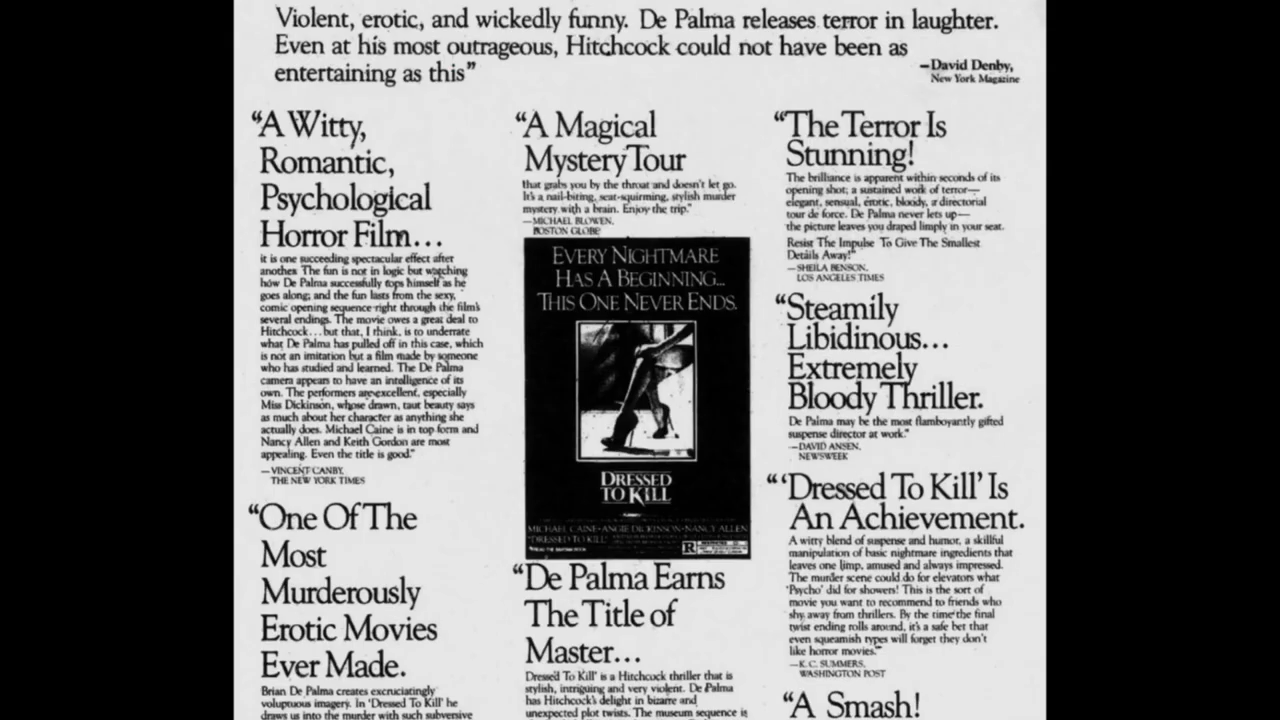 Violent, erotic, and wickedly funny. De Palma releases terror in laughter.
Even at his most outrageous, Hitchcock could not have been as
entertaining as this”
—David Denby,
New York Magazine
“A Witty,
Romantic,
Psychological
Horror Film…
it is one succeeding spectacular effect after
another. The fun is not in logic but watching
how De Palma successfully tops himself as he
goes along; and the fun lasts from the sexy,
comic opening sequence right through the film's
several endings. The movie owes a great deal to
Hitchcock…but that, I think, is to underrate
what De Palma has pulled off in this case, which
is not an imitation but a film made by someone
who has studied and learned. The De Palma
camera appears to have an intelligence of its
own. The performers are excellent, especially
Miss Dickinson, whose drawn, taut beauty says
as much about her character as anything she
actually does. Michael Caine is in top form and
Nancy Allen and Keith Gordon are most
appealing. Even the title is good.”
—VINCENT CANBY,
THE NEW YORK TIMES
“One Of The
Most
Murderously
Erotic Movies
Ever Made.
Brian De Palma creates excruciatingly
voluptuous imagery. In 'Dressed To Kill' he
draws us into the murder with such subversive
“A Magical
Mystery Tour
that grabs you by the throat and doesn't let go.
It's a nail-biting, seat-squirming, stylish murder
mystery with a brain. Enjoy the trip.”
—MICHAEL BLOWEN,
BOSTON GLOBE
EVERY NIGHTMARE
HAS A BEGINNING...
THIS ONE NEVER ENDS.
DRESSED
TO KILL
MICHAEL CAINE · ANGIE DICKINSON · NANCY ALLEN
"DRESSED TO KILL"
R RESTRICTED
“De Palma Earns
The Title of
Master…
Dressed To Kill' is a Hitchcock thriller that is
stylish, intriguing and very violent. De Palma
has Hitchcock's delight in bizarre and
unexpected plot twists. The museum sequence is
“The Terror Is
Stunning!
The brilliance is apparent within seconds of its
opening shot; a sustained work of terror—
elegant, sensual, erotic, bloody, a directorial
tour de force. De Palma never lets up—
the picture leaves you draped limply in your seat.
Resist The Impulse To Give The Smallest
Details Away!”
—SHEILA BENSON,
LOS ANGELES TIMES
“Steamily
Libidinous…
Extremely
Bloody Thriller.
De Palma may be the most flamboyantly gifted
suspense director at work.”
—DAVID ANSEN,
NEWSWEEK
“‘Dressed To Kill’ Is
An Achievement.
A witty blend of suspense and humor, a skillful
manipulation of basic nightmare ingredients that
leaves one limp, amused and always impressed.
The murder scene could do for elevators what
'Psycho' did for showers! This is the sort of
movie you want to recommend to friends who
shy away from thrillers. By the time the final
twist ending rolls around, it's a safe bet that
even squeamish types will forget they don't
like horror movies.”
—K.C. SUMMERS,
WASHINGTON POST
“A Smash!